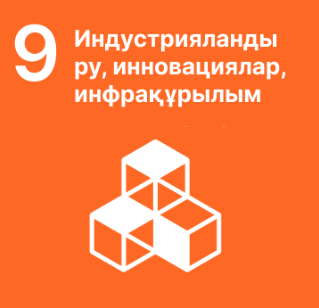 9
Индустрияланды
ру, инновациялар,
инфрақұрылым